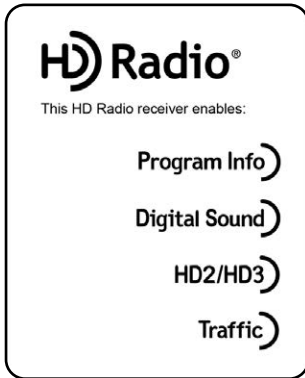 HD Radio®
This HD Radio receiver enables:
Program Info
Digital Sound
HD2/HD3
Traffic